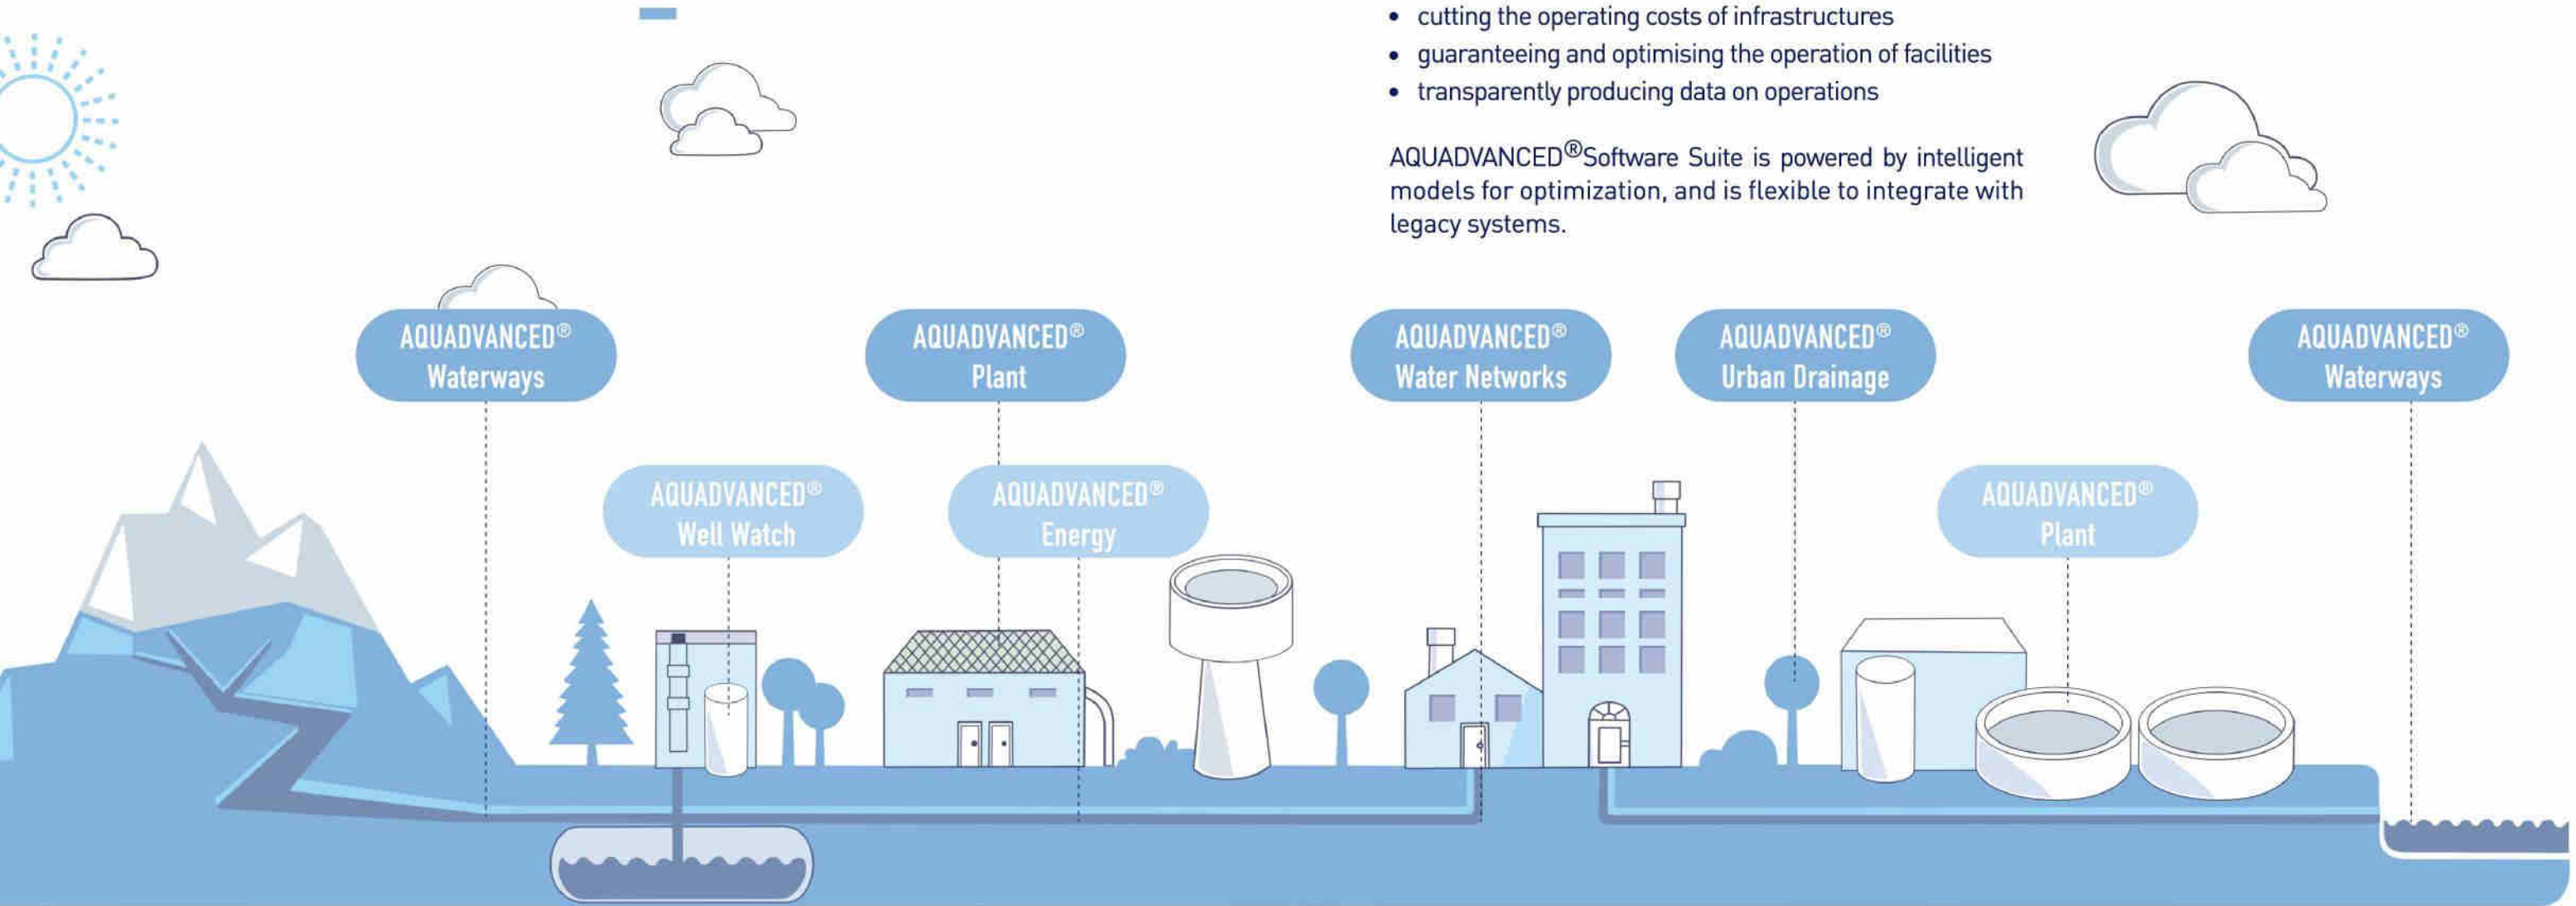 • cutting the operating costs of infrastructures
• guaranteeing and optimising the operation of facilities
• transparently producing data on operations
AQUADVANCED®Software Suite is powered by intelligent
models for optimization, and is flexible to integrate with
legacy systems.
AQUADVANCED®
Waterways
AQUADVANCED®
Plant
AQUADVANCED®
Water Networks
AQUADVANCED®
Urban Drainage
AQUADVANCED®
Waterways
AQUADVANCED®
Well Watch
AQUADVANCED®
Energy
AQUADVANCED®
Plant